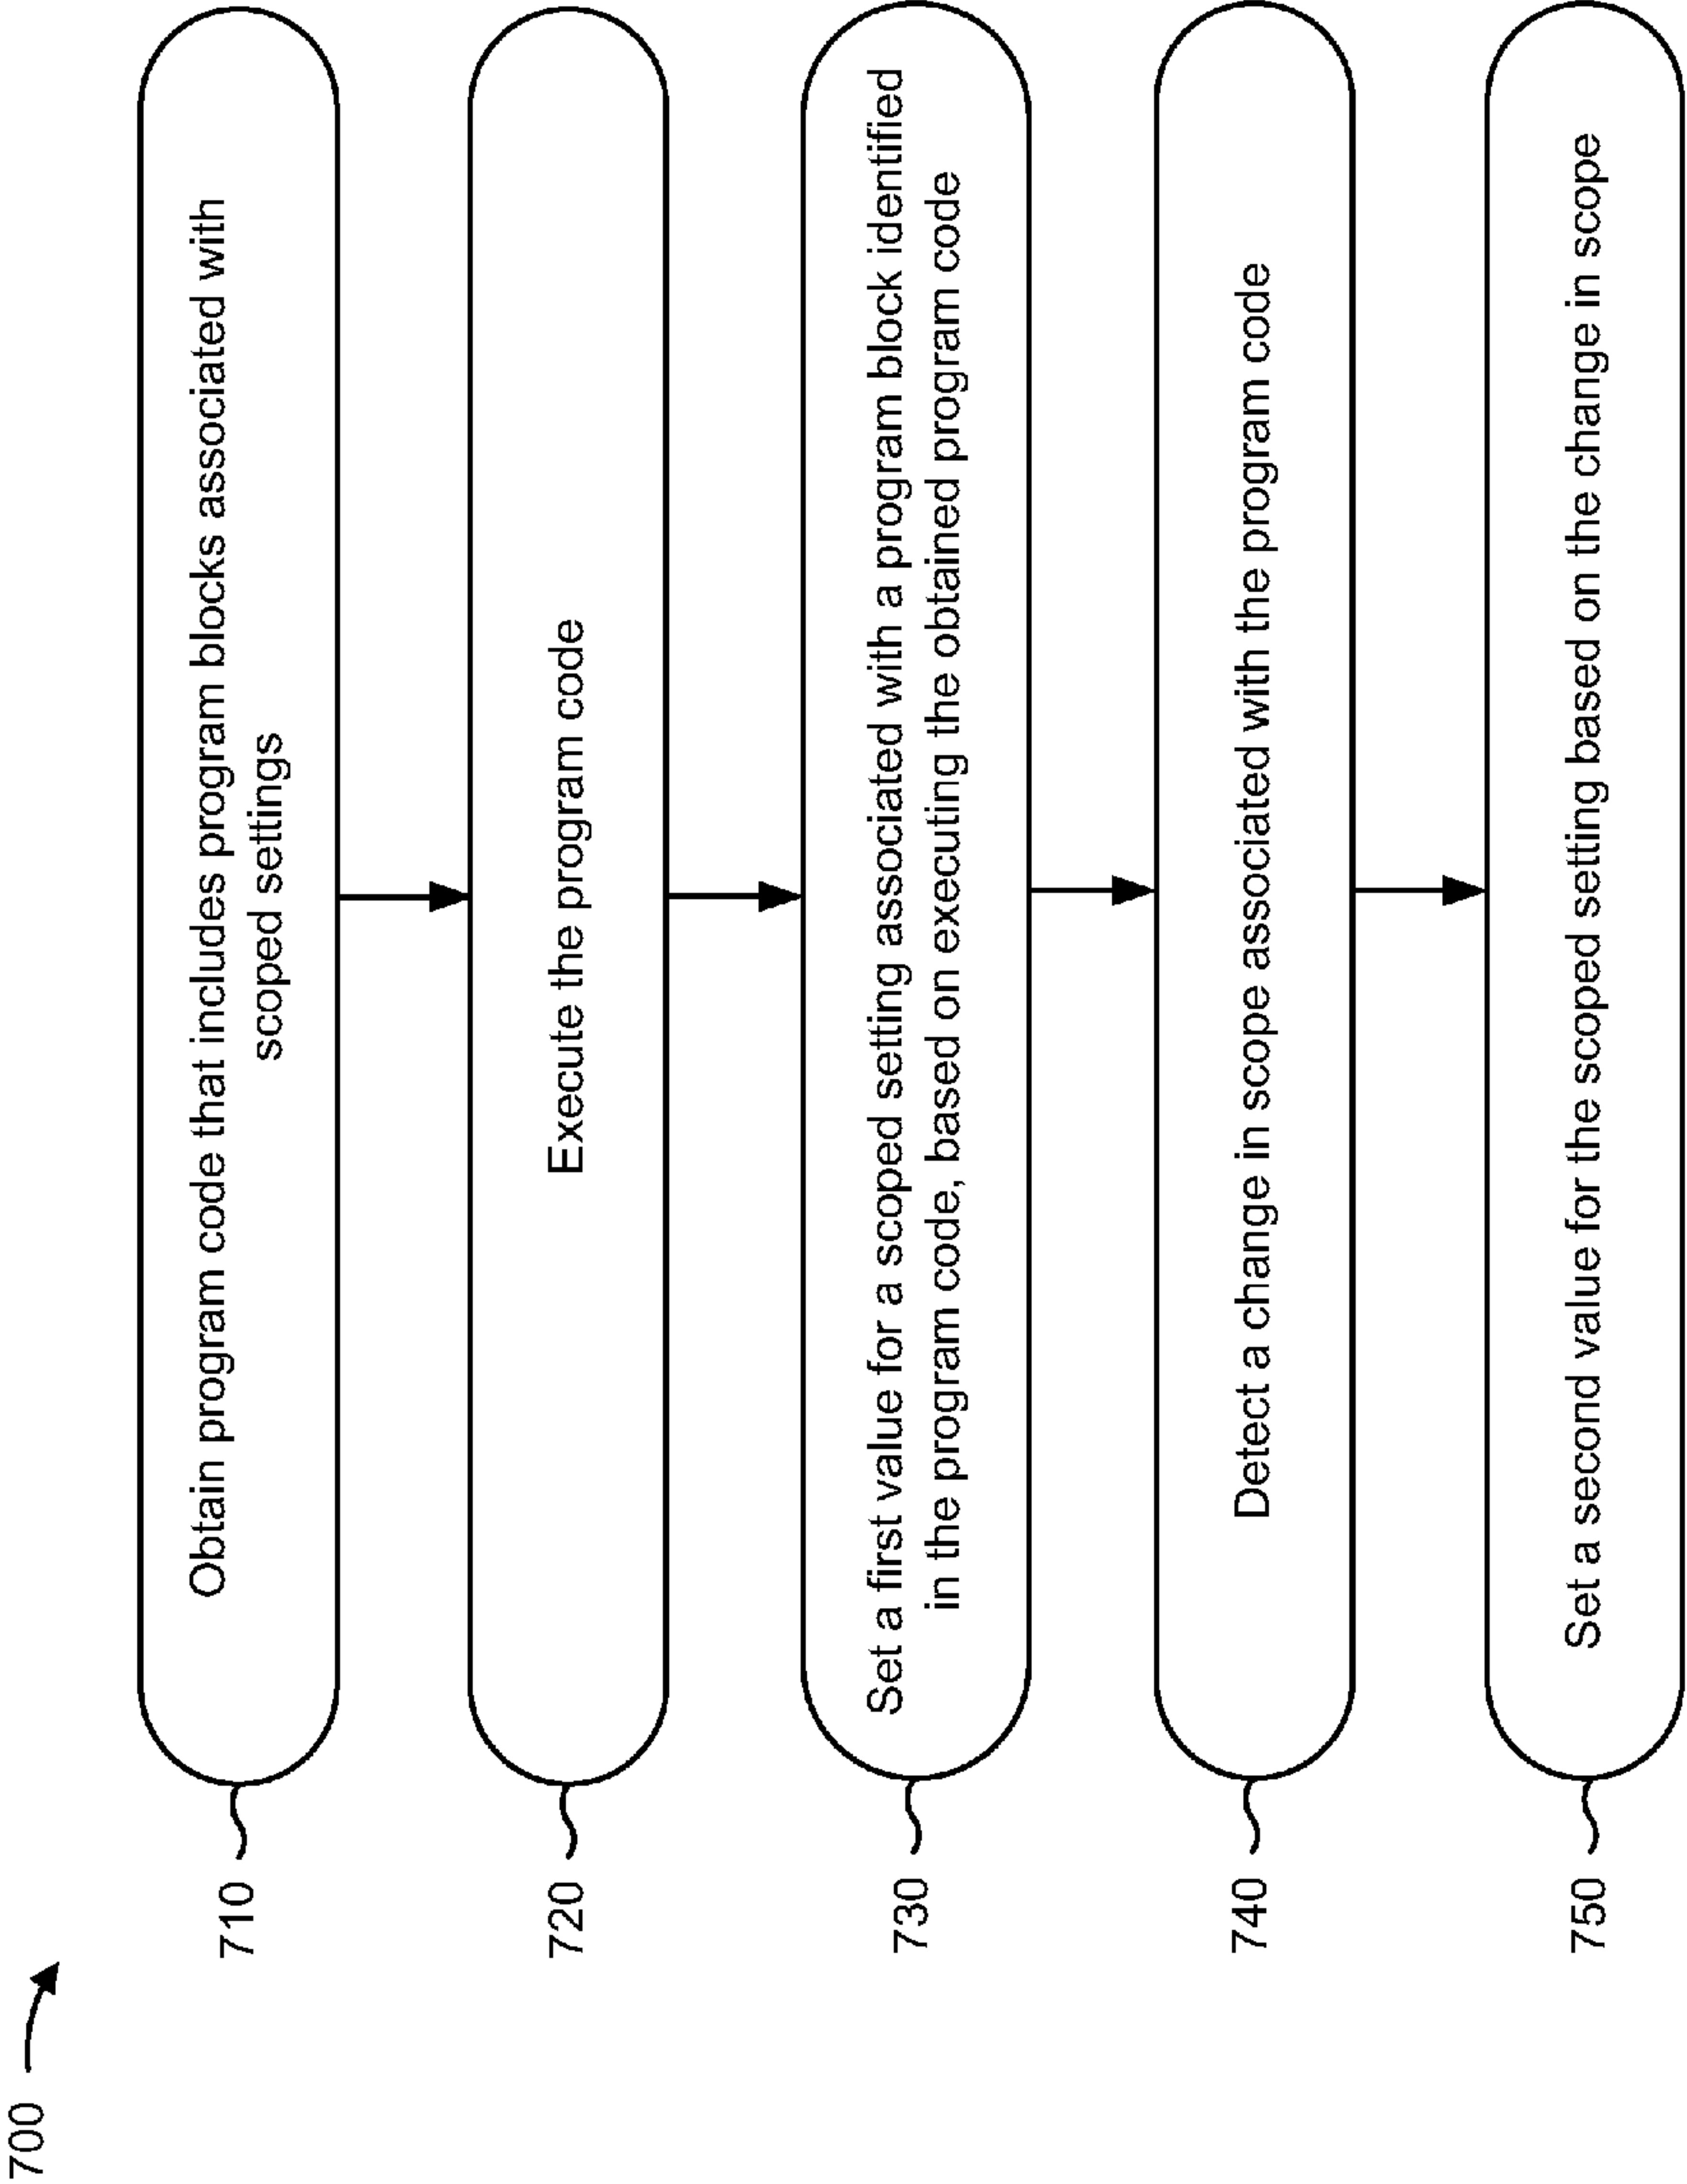 700
710
Obtain program code that includes program blocks associated with
scoped settings
720
Execute the program code
730
Set a first value for a scoped setting associated with a program block identified
in the program code, based on executing the obtained program code
740
Detect a change in scope associated with the program code
750
Set a second value for the scoped setting based on the change in scope